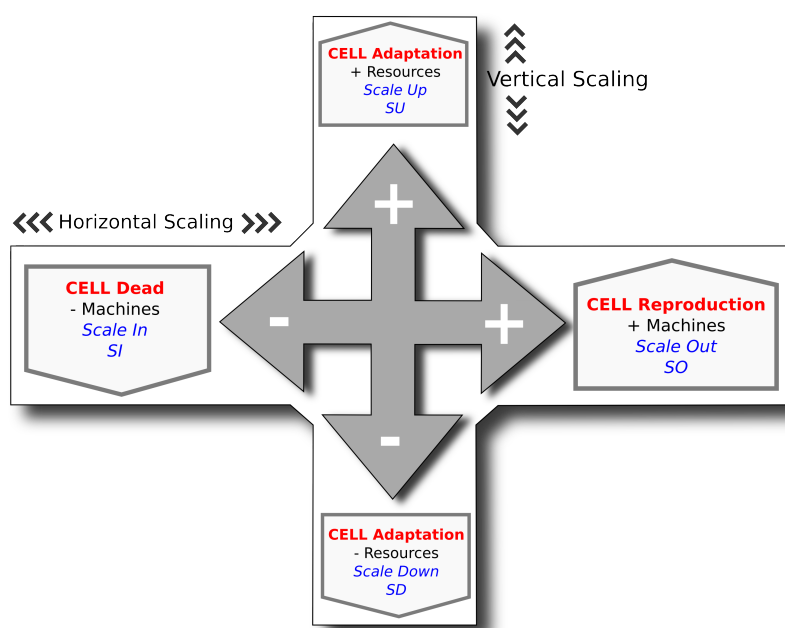 CELL Adaptation
+ Resources
Scale Up
SU
Vertical Scaling
+
Horizontal Scaling
CELL Dead
- Machines
Scale In
SI
-
+
CELL Reproduction
+ Machines
Scale Out
SO
-
CELL Adaptation
- Resources
Scale Down
SD